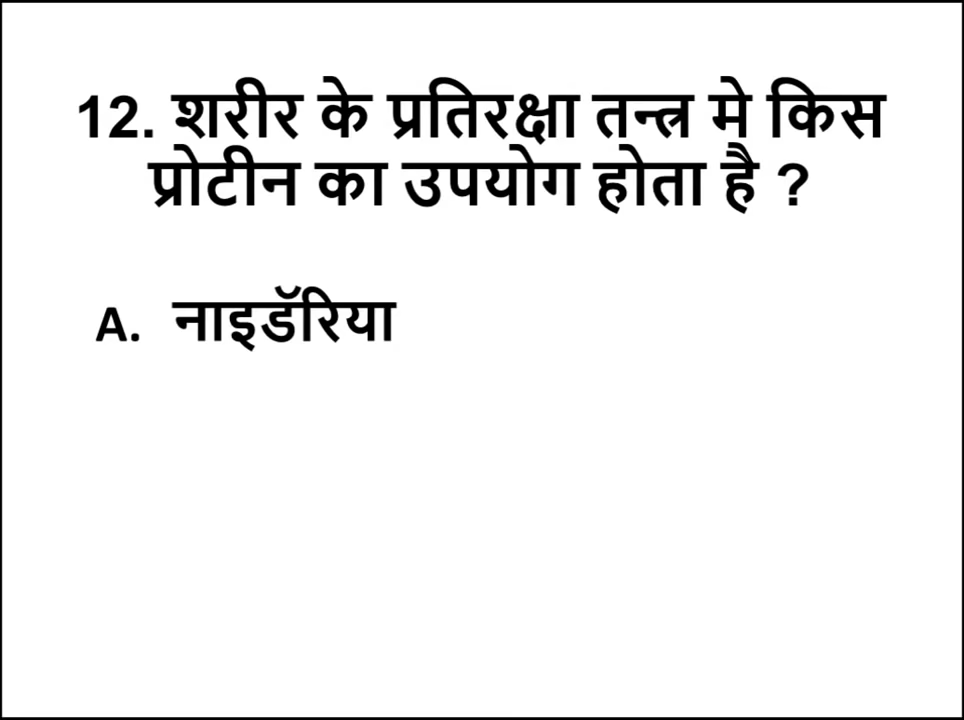 12. शरीर के प्रतिरक्षा तन्त्र मे किस
प्रोटीन का उपयोग होता है ?
A. नाइडॅरिया